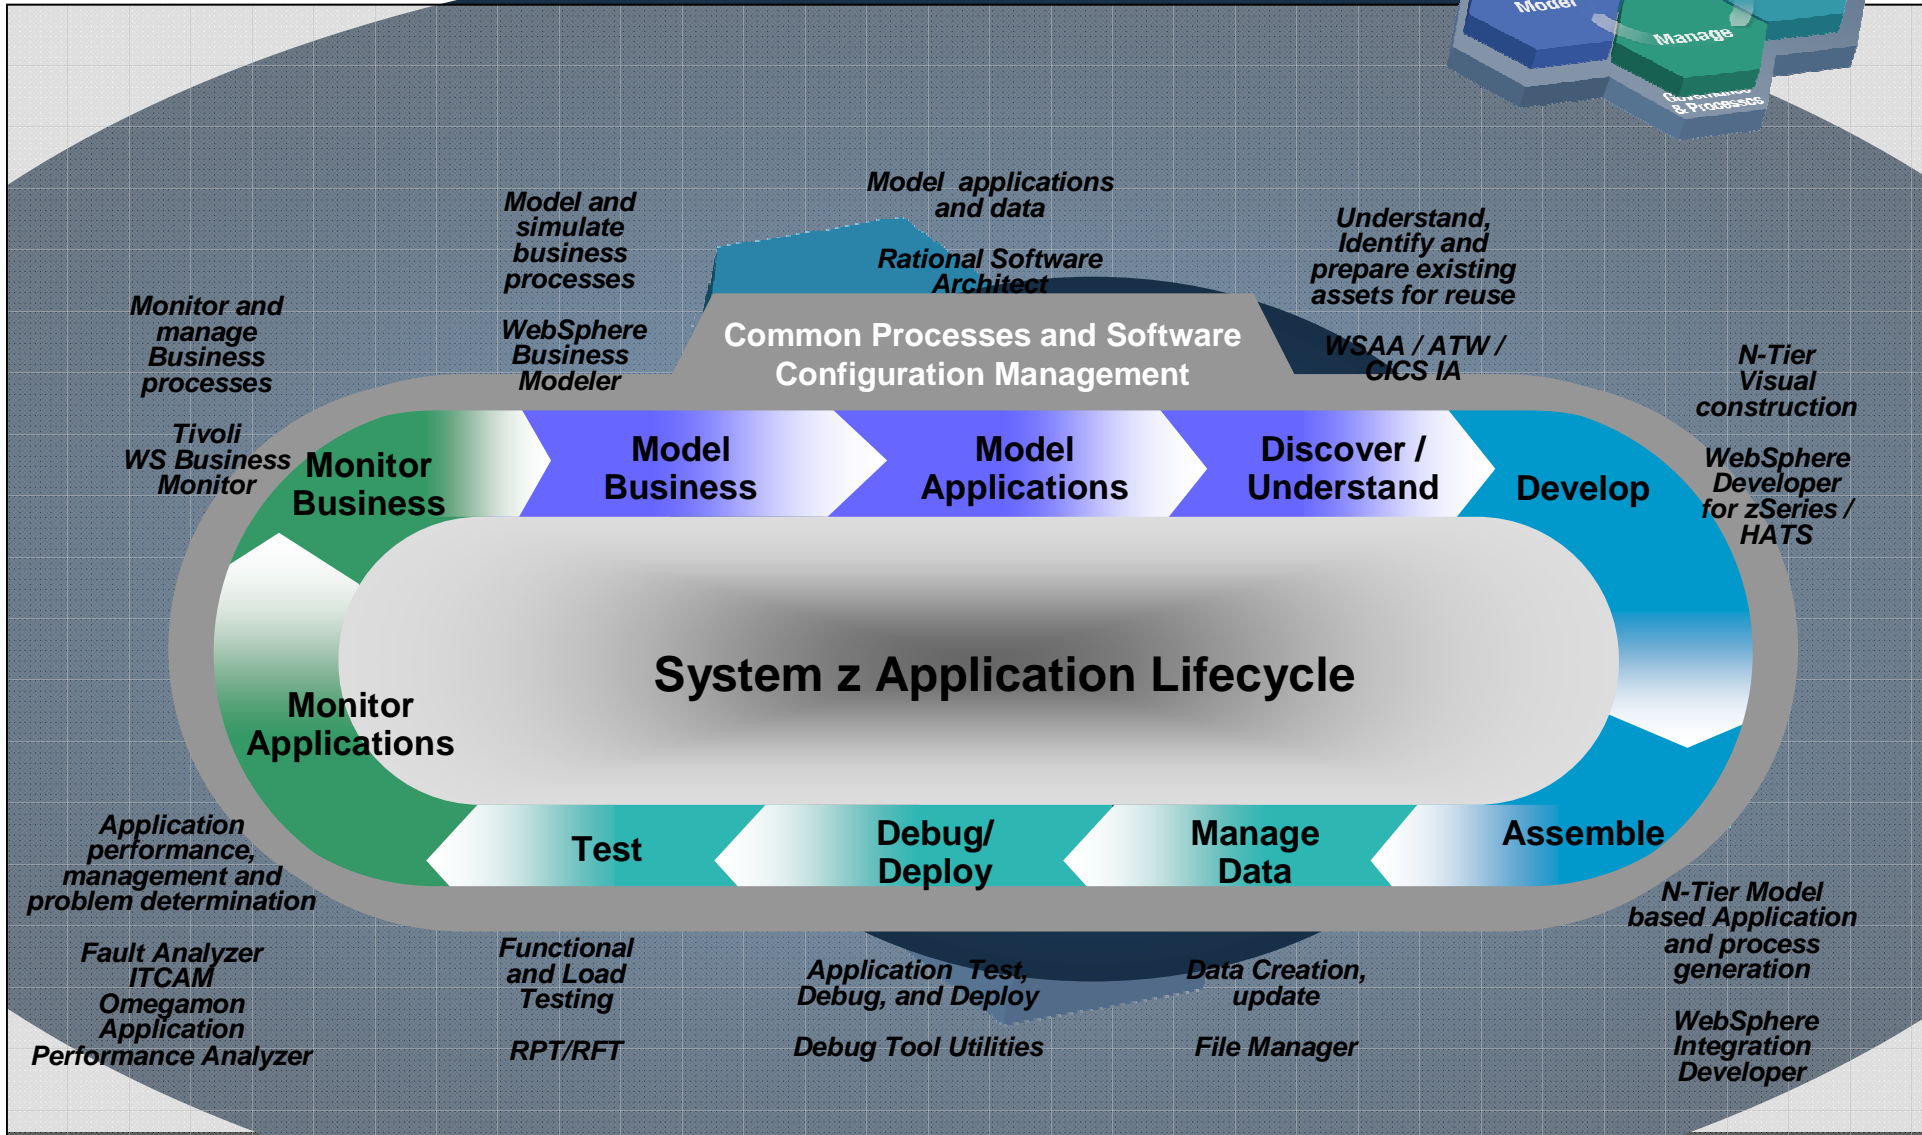 Model
Manage
Governance
& Processes
Model applications
and data
Rational Software
Architect
Model and
simulate
business
processes
WebSphere
Business
Modeler
Understand,
Identify and
prepare existing
assets for reuse
WSAA / ATW /
CICS IA
Monitor and
manage
Business
processes
Tivoli
WS Business
Monitor
Common Processes and Software
Configuration Management
N-Tier
Visual
construction
WebSphere
Developer
for zSeries /
HATS
Monitor
Business
Model
Business
Model
Applications
Discover /
Understand
Develop
System z Application Lifecycle
Monitor
Applications
Test
Debug/
Deploy
Manage
Data
Assemble
Application
performance,
management and
problem determination
Fault Analyzer
ITCAM
Omegamon
Application
Performance Analyzer
Functional
and Load
Testing
RPT/RFT
Application Test,
Debug, and Deploy
Debug Tool Utilities
Data Creation,
update
File Manager
N-Tier Model
based Application
and process
generation
WebSphere
Integration
Developer